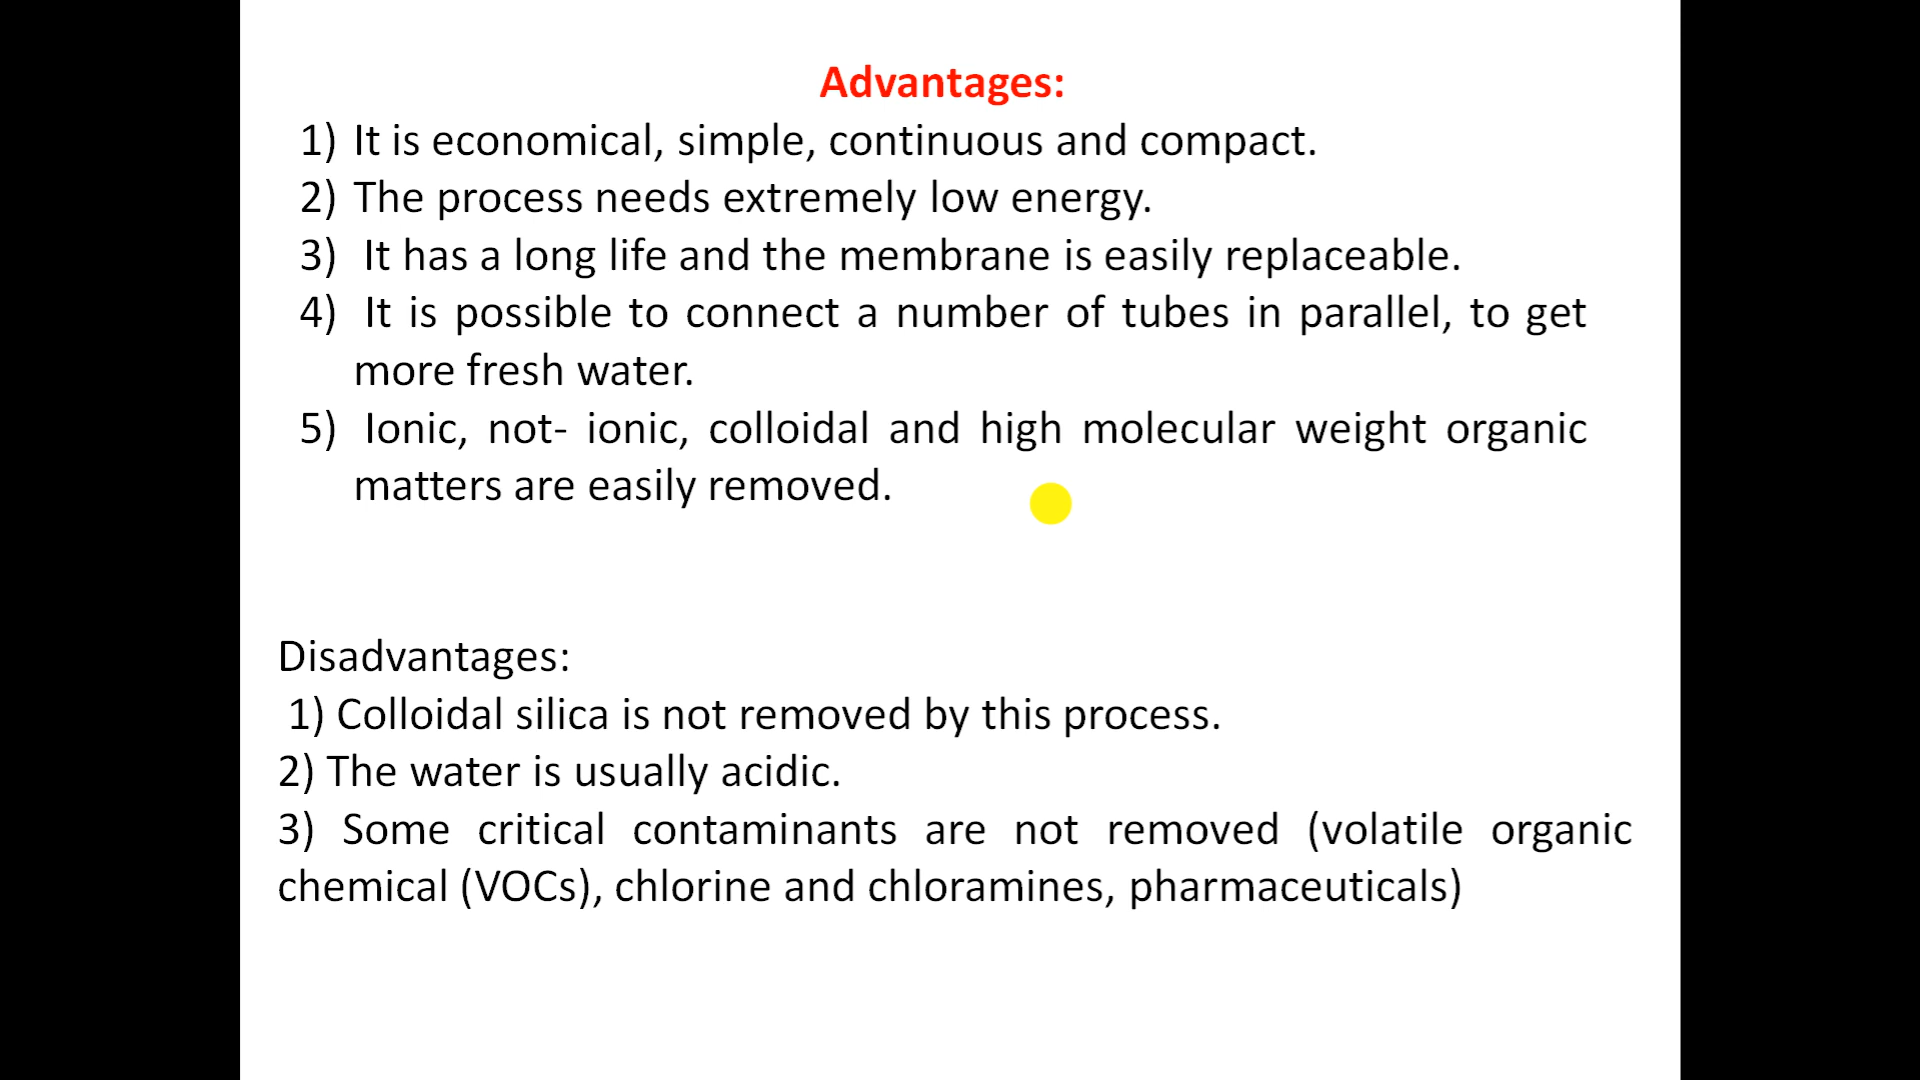 Advantages:
1) It is economical, simple, continuous and compact.
2) The process needs extremely low energy.
3) It has a long life and the membrane is easily replaceable.
4) It is possible to connect a number of tubes in parallel, to get
more fresh water.
5) Ionic, not- ionic, colloidal and high molecular weight organic
matters are easily removed.
Disadvantages:
1) Colloidal silica is not removed by this process.
2) The water is usually acidic.
3) Some critical contaminants are not removed (volatile organic
chemical (VOCs), chlorine and chloramines, pharmaceuticals)